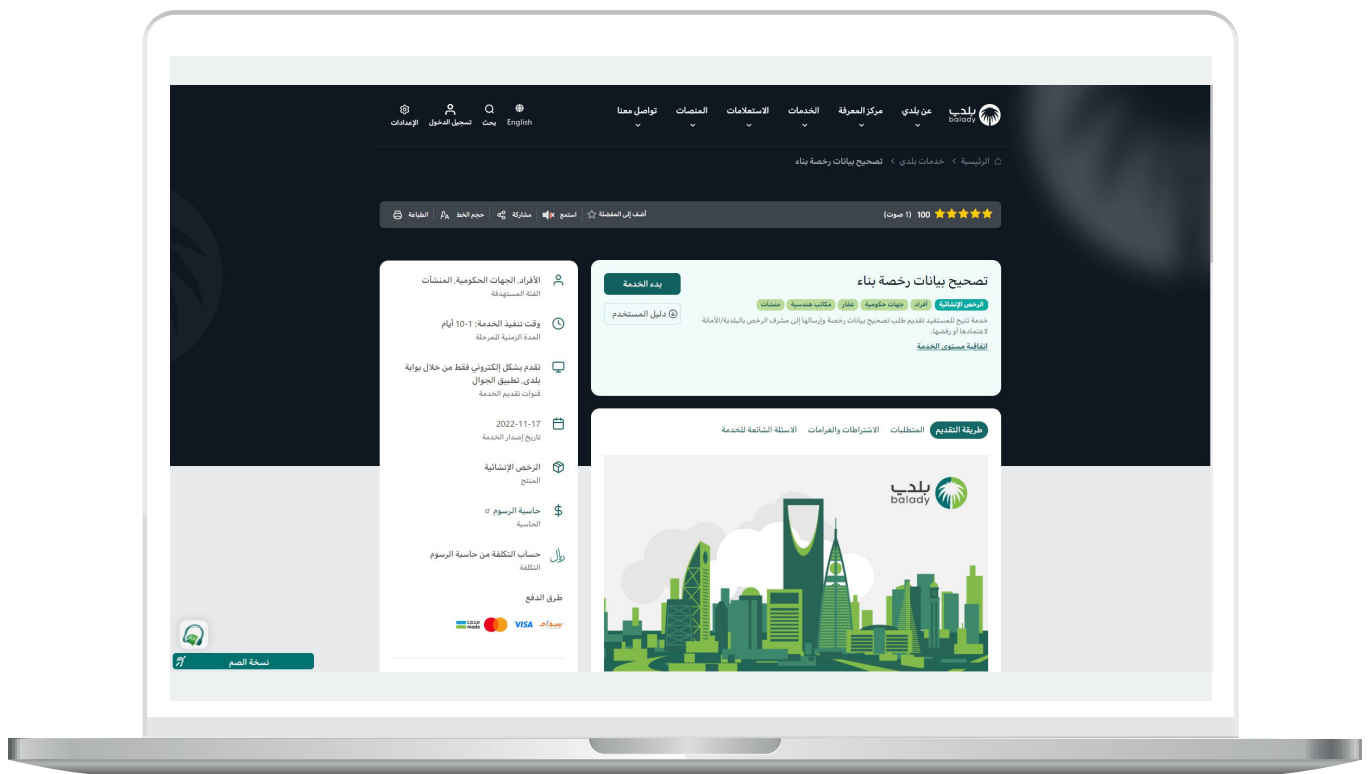 بلدي
balady
عن بلدي
مركز المعرفة
الخدمات
الاستعلامات
المنصات
تواصل معنا
English
بحث
تسجيل الدخول
الإعدادات
الرئيسية > خدمات بلدي > تصحيح بيانات رخصة بناء
100 (1 صوت)
أضف إلى المفضلة
استمع
مشاركة
حجم الخط
الطباعة
تصحيح بيانات رخصة بناء
بدء الخدمة
الرخص الإنشائية أفراد جهات حكومية عقار مكاتب هندسية منشآت
دليل المستخدم
خدمة تتيح للمستفيد تقديم طلب تصحيح بيانات رخصة وإرسالها إلى مشرف الرخص بالبلدية/الأمانة
لاعتمادها أو رفضها.
اتفاقية مستوى الخدمة
طريقة التقديم المتطلبات الاشتراطات والغرامات الاسئلة الشائعة للخدمة
بلدي
balady
الأفراد, الجهات الحكومية, المنشآت
الفئة المستهدفة
وقت تنفيذ الخدمة: 1-10 أيام
المدة الزمنية للمرحلة
تقدم بشكل إلكتروني فقط من خلال بوابة
بلدي, تطبيق الجوال
قنوات تقديم الخدمة
2022-11-17
تاريخ إصدار الخدمة
الرخص الإنشائية
المنتج
حاسبة الرسوم
الحاسبة
حساب التكلفة من حاسبة الرسوم
التكلفة
طرق الدفع
سداد VISA مدى mada
نسخة الصم